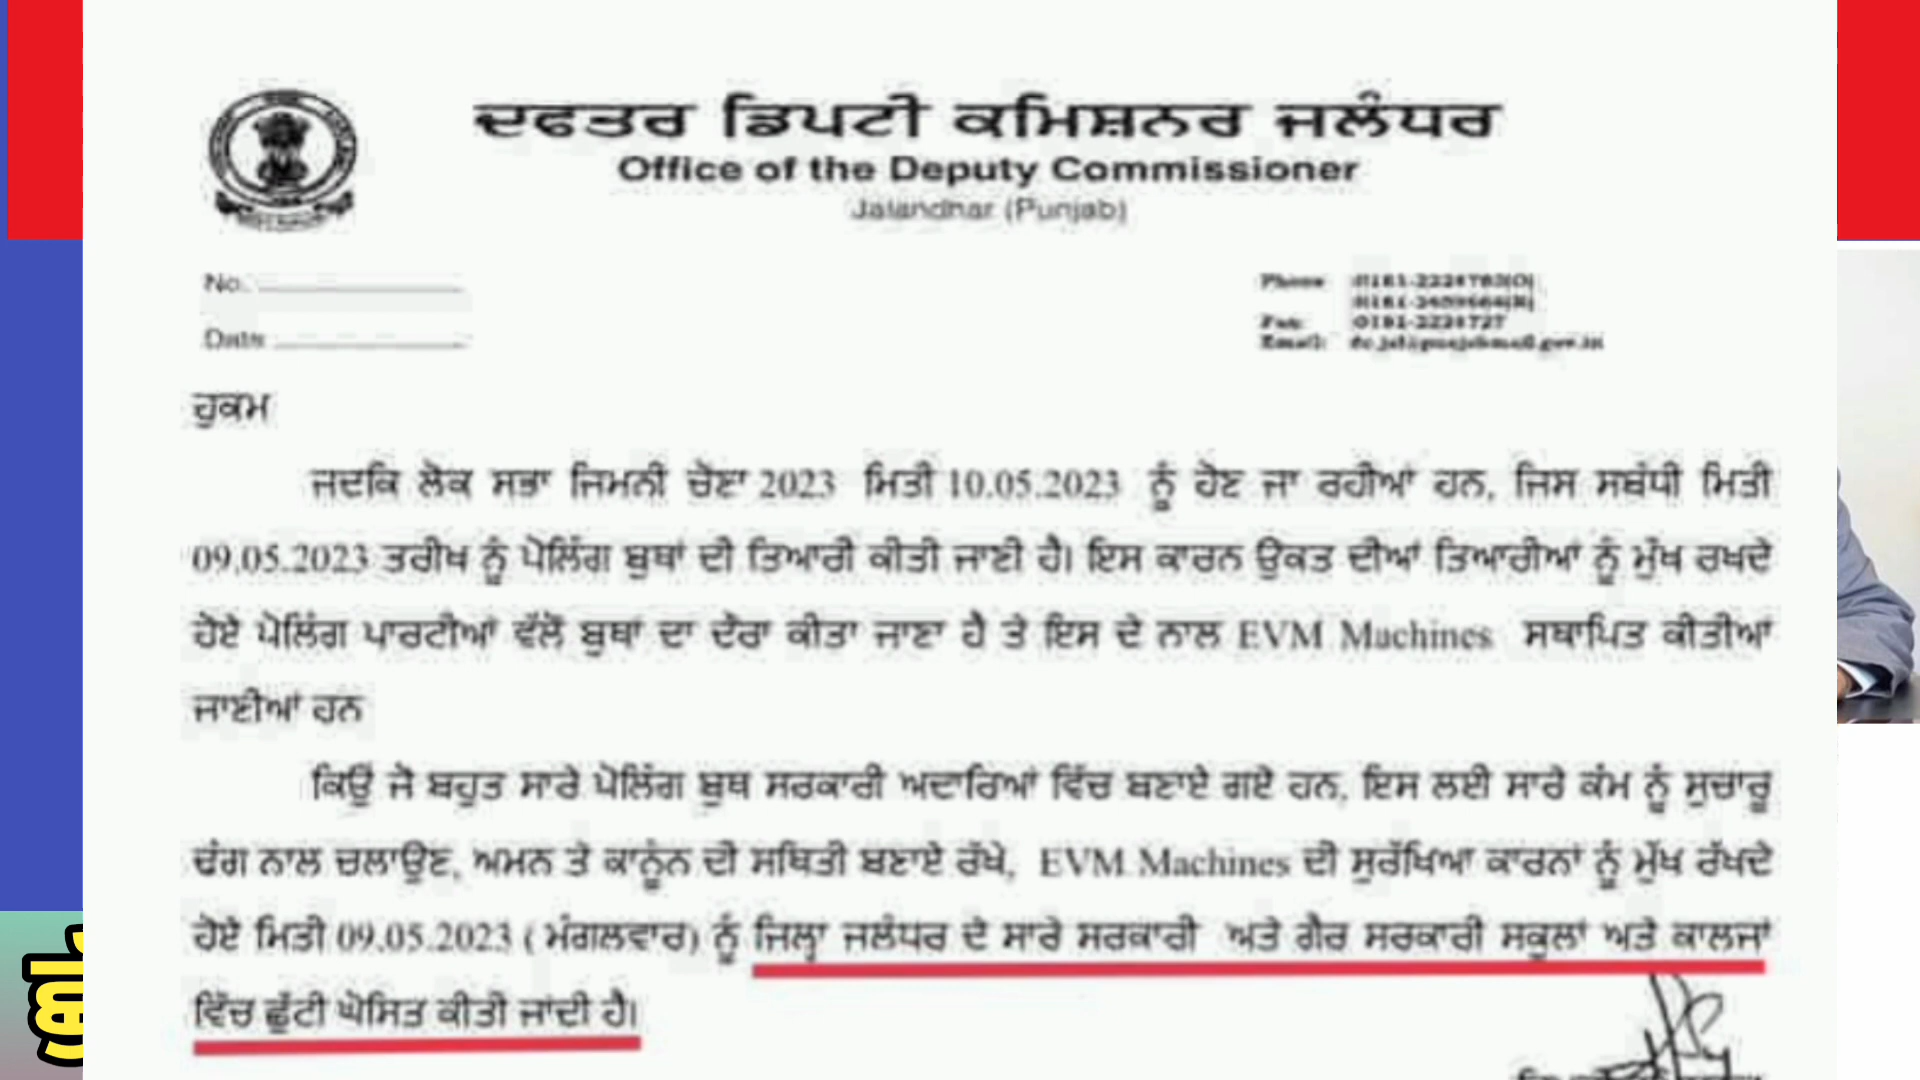 ਦਫਤਰ ਡਿਪਟੀ ਕਮਿਸ਼ਨਰ ਜਲੰਧਰ
Office of the Deputy Commissioner
Jalandhar (Punjab)
No.
Date
Phone
Fax:
Email:
ਹੁਕਮ
ਜਦਕਿ ਲੋਕ ਸਭਾ ਜਿਮਨੀ ਚੋਣਾ 2023 ਮਿਤੀ 10.05.2023 ਨੂੰ ਹੋਣ ਜਾ ਰਹੀਆਂ ਹਨ, ਜਿਸ ਸਬੰਧੀ ਮਿਤੀ
09.05.2023 ਤਰੀਖ ਨੂੰ ਪੋਲਿੰਗ ਬੂਥਾਂ ਦੀ ਤਿਆਰੀ ਕੀਤੀ ਜਾਣੀ ਹੈ। ਇਸ ਕਾਰਨ ਉਕਤ ਦੀਆਂ ਤਿਆਰੀਆਂ ਨੂੰ ਮੁੱਖ ਰਖਦੇ
ਹੋਏ ਪੋਲਿੰਗ ਪਾਰਟੀਆਂ ਵੱਲੋਂ ਬੂਥਾਂ ਦਾ ਦੌਰਾ ਕੀਤਾ ਜਾਣਾ ਹੈ ਤੇ ਇਸ ਦੇ ਨਾਲ EVM Machines ਸਥਾਪਿਤ ਕੀਤੀਆਂ
ਜਾਣੀਆਂ ਹਨ
ਕਿਉਂ ਜੋ ਬਹੁਤ ਸਾਰੇ ਪੋਲਿੰਗ ਬੂਥ ਸਰਕਾਰੀ ਅਦਾਰਿਆਂ ਵਿੱਚ ਬਣਾਏ ਗਏ ਹਨ, ਇਸ ਲਈ ਸਾਰੇ ਕੰਮ ਨੂੰ ਸੁਚਾਰੂ
ਢੰਗ ਨਾਲ ਚਲਾਉਣ, ਅਮਨ ਤੇ ਕਾਨੂੰਨ ਦੀ ਸਥਿਤੀ ਬਣਾਏ ਰੱਖੇ, EVM Machines ਦੀ ਸੁਰੱਖਿਆ ਕਾਰਨਾਂ ਨੂੰ ਮੁੱਖ ਰੱਖਦੇ
ਹੋਏ ਮਿਤੀ 09.05.2023 (ਮੰਗਲਵਾਰ) ਨੂੰ ਜਿਲ੍ਹਾ ਜਲੰਧਰ ਦੇ ਸਾਰੇ ਸਰਕਾਰੀ ਅਤੇ ਗੈਰ ਸਰਕਾਰੀ ਸਕੂਲਾਂ ਅਤੇ ਕਾਲਜਾਂ
ਵਿੱਚ ਛੁੱਟੀ ਘੋਸਿਤ ਕੀਤੀ ਜਾਂਦੀ ਹੈ।